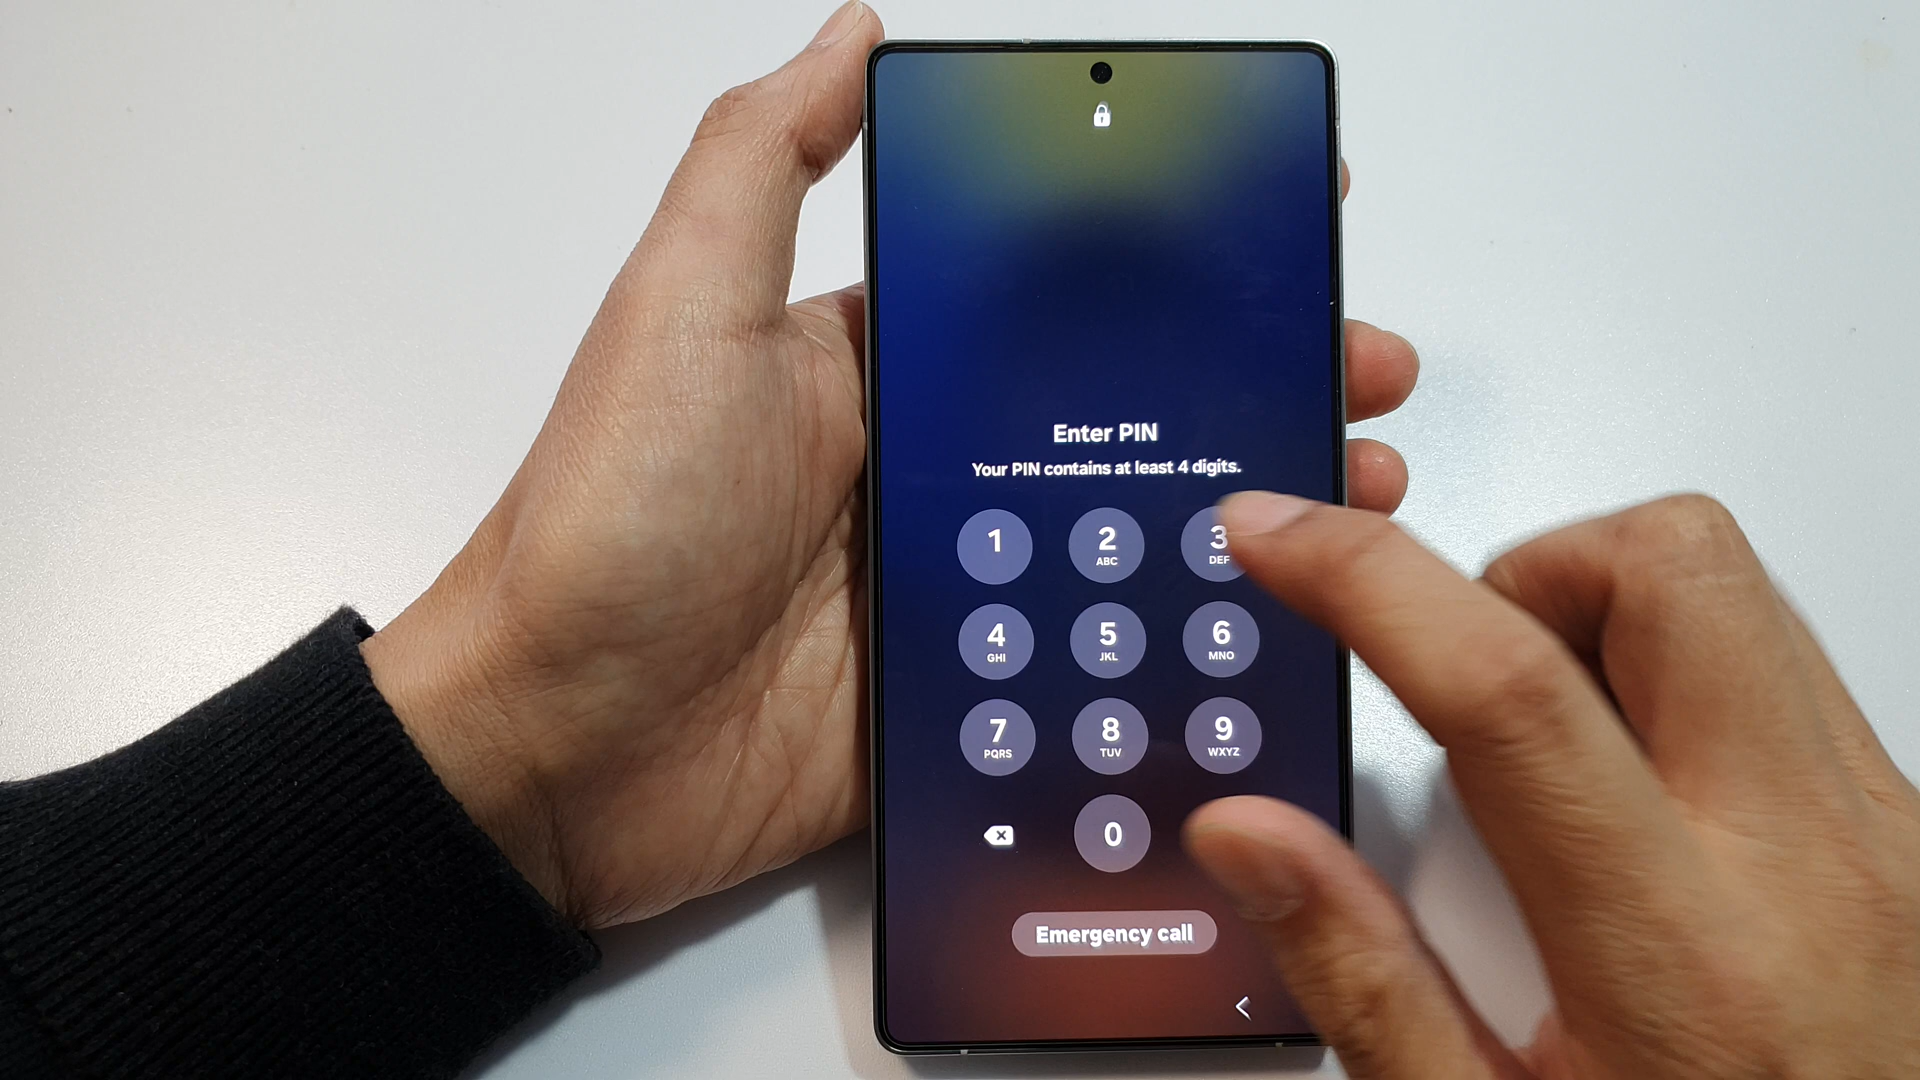 Enter PIN
Your PIN contains at least 4 digits.
1 2 3
ABC DEF
4 5 6
GHI JKL MNO
7 8 9
PQRS TUV WXYZ
0
Emergency call